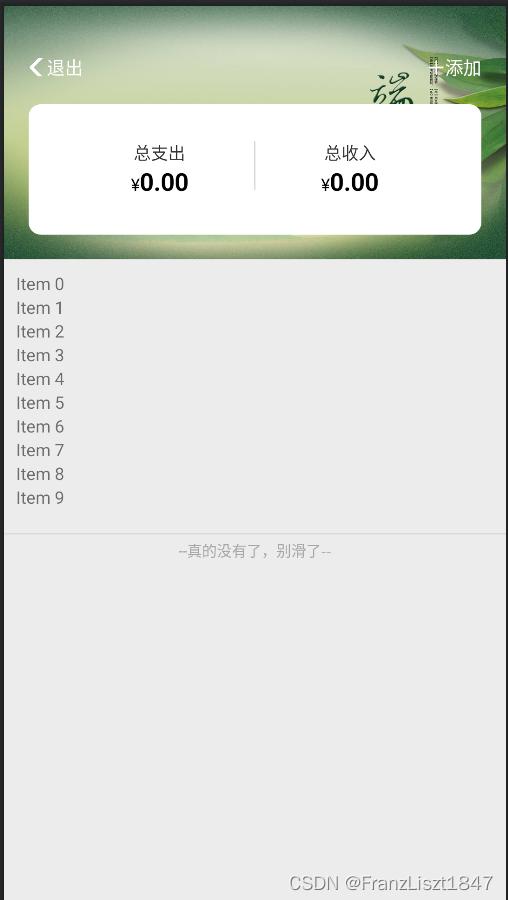 退出
十添加
瑞
总支出
总收入
¥0.00
¥0.00
Item 0
Item 1
Item 2
Item 3
Item 4
Item 5
Item 6
Item 7
Item 8
Item 9
--真的没有了，别滑了--
CSDN @FranzLiszt1847